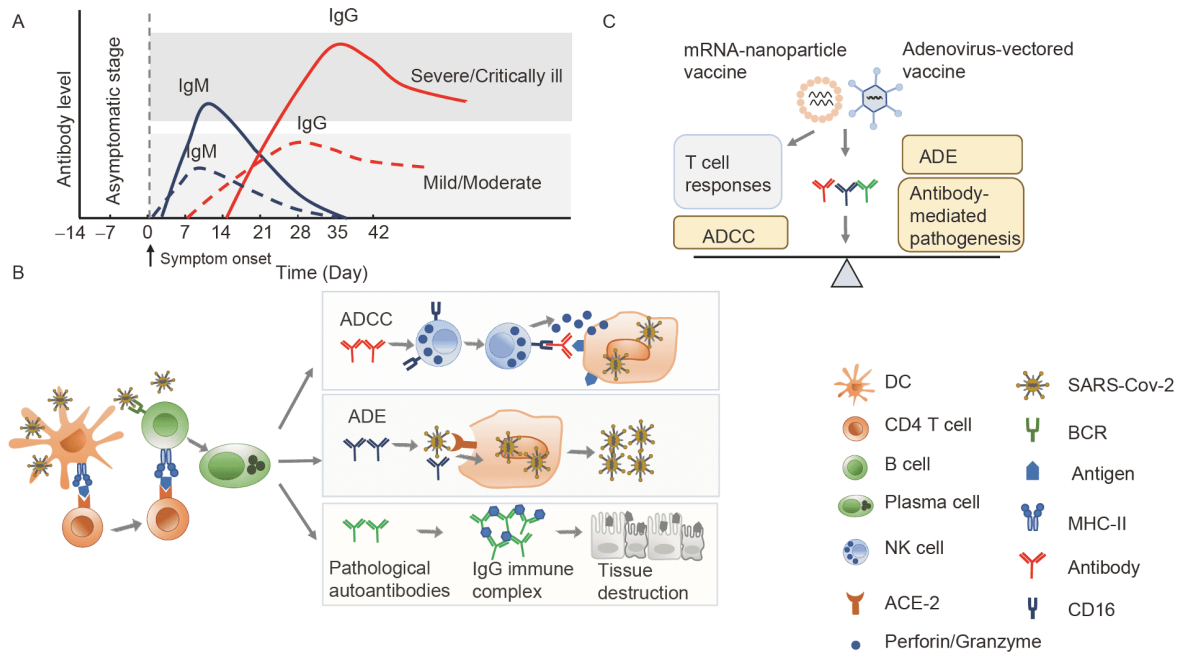 A
IgG
IgM
Severe/Critically ill
IgG
IgM
Mild/Moderate
Antibody level
Asymptomatic stage
–14 –7 0 7 14 21 28 35 42
Symptom onset
Time (Day)
C
mRNA-nanoparticle
vaccine
Adenovirus-vectored
vaccine
T cell
responses
ADE
Antibody-
mediated
pathogenesis
ADCC
B
ADCC
ADE
Pathological
autoantibodies
IgG immune
complex
Tissue
destruction
DC
CD4 T cell
B cell
Plasma cell
NK cell
ACE-2
Perforin/Granzyme
SARS-Cov-2
BCR
Antigen
MHC-II
Antibody
CD16